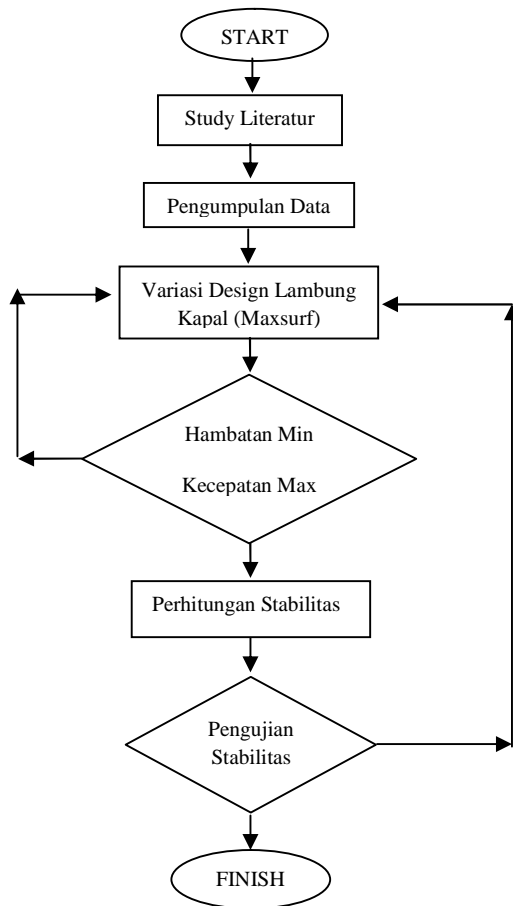 START
Study Literatur
Pengumpulan Data
Variasi Design Lambung
Kapal (Maxsurf)
Hambatan Min
Kecepatan Max
Perhitungan Stabilitas
Pengujian
Stabilitas
FINISH